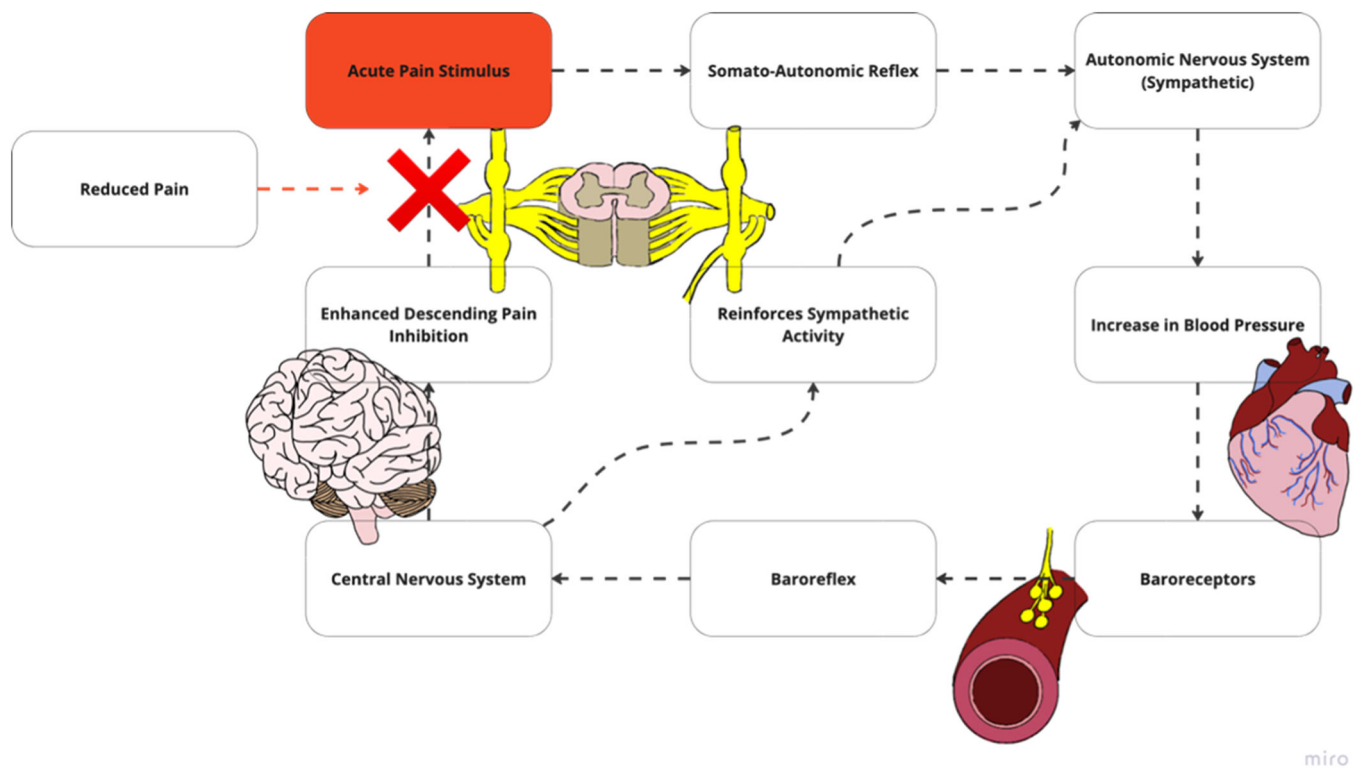 Acute Pain Stimulus
Somato-Autonomic Reflex
Autonomic Nervous System
(Sympathetic)
Reduced Pain
Enhanced Descending Pain
Inhibition
Reinforces Sympathetic
Activity
Increase in Blood Pressure
Central Nervous System
Baroreflex
Baroreceptors
miro